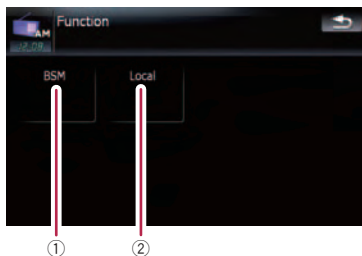 Function
AM
BSM
Local
① ②